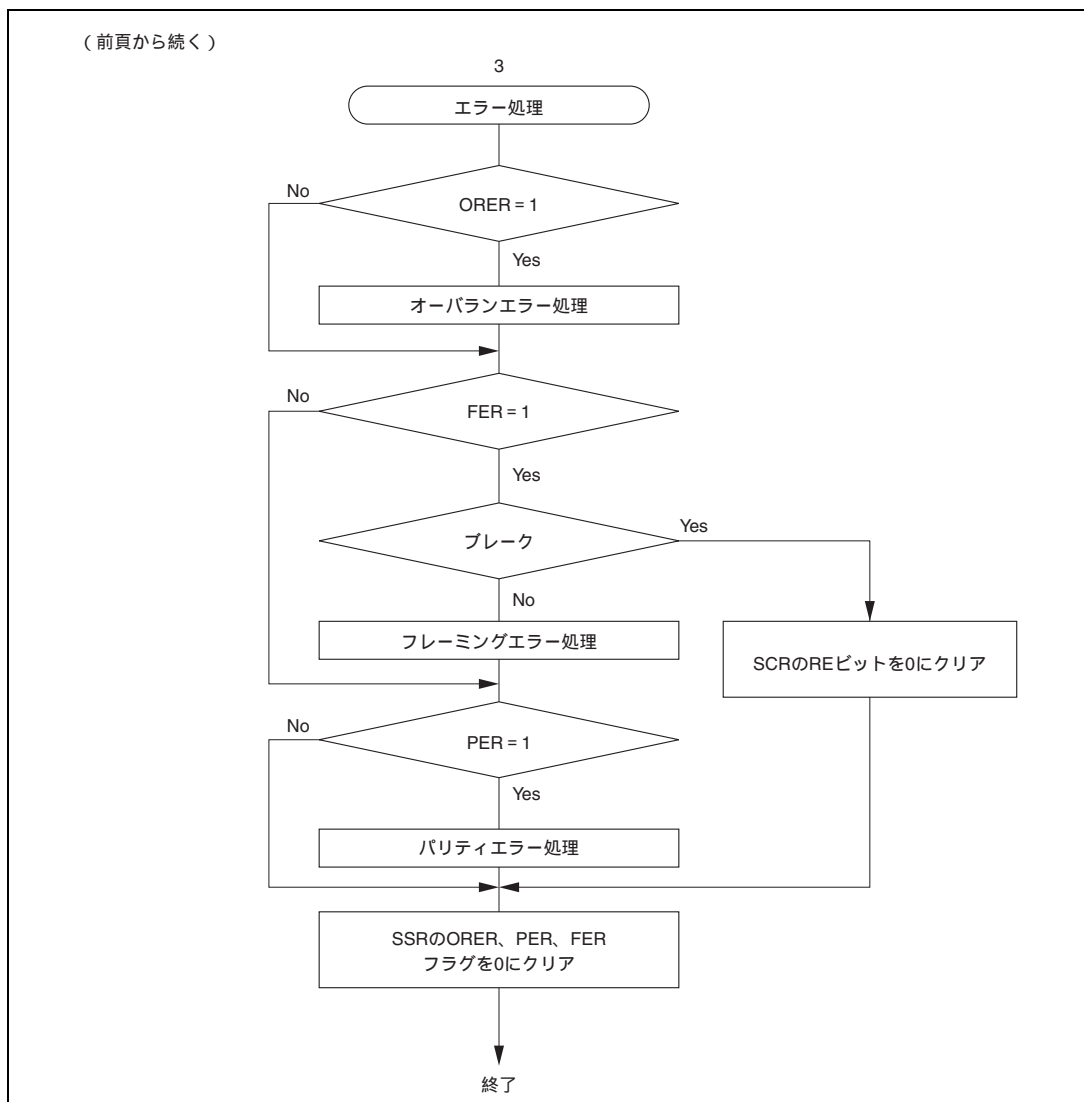 (前頁から続く)
3
エラー処理
No
ORER = 1
Yes
オーバランエラー処理
No
FER = 1
Yes
ブレーク
Yes
No
フレーミングエラー処理
SCRのREビットを0にクリア
No
PER = 1
Yes
パリティエラー処理
SSRのORER、PER、FER
フラグを0にクリア
終了